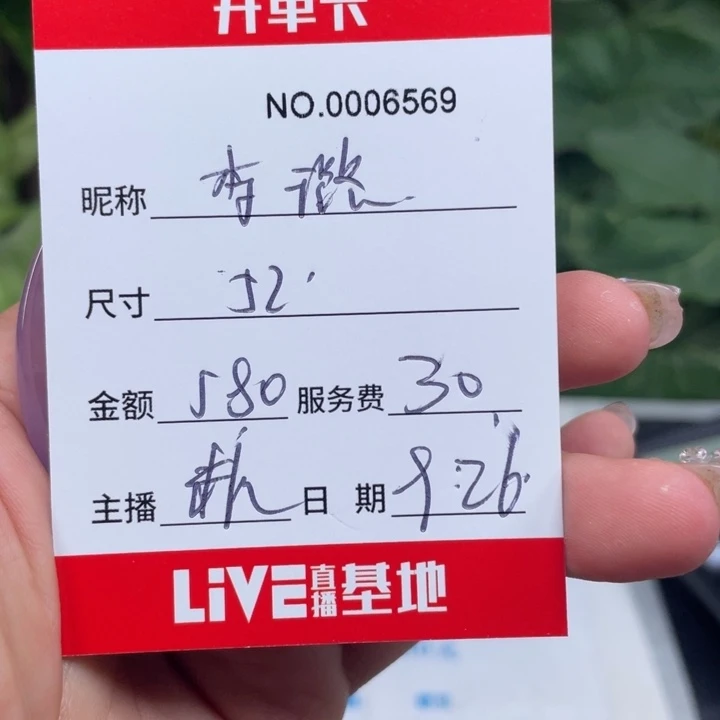 开单卡
NO.0006569
昵称 李
尺寸 52
金额 580 服务费 30
主播 日期 9.26
LiVE直播基地